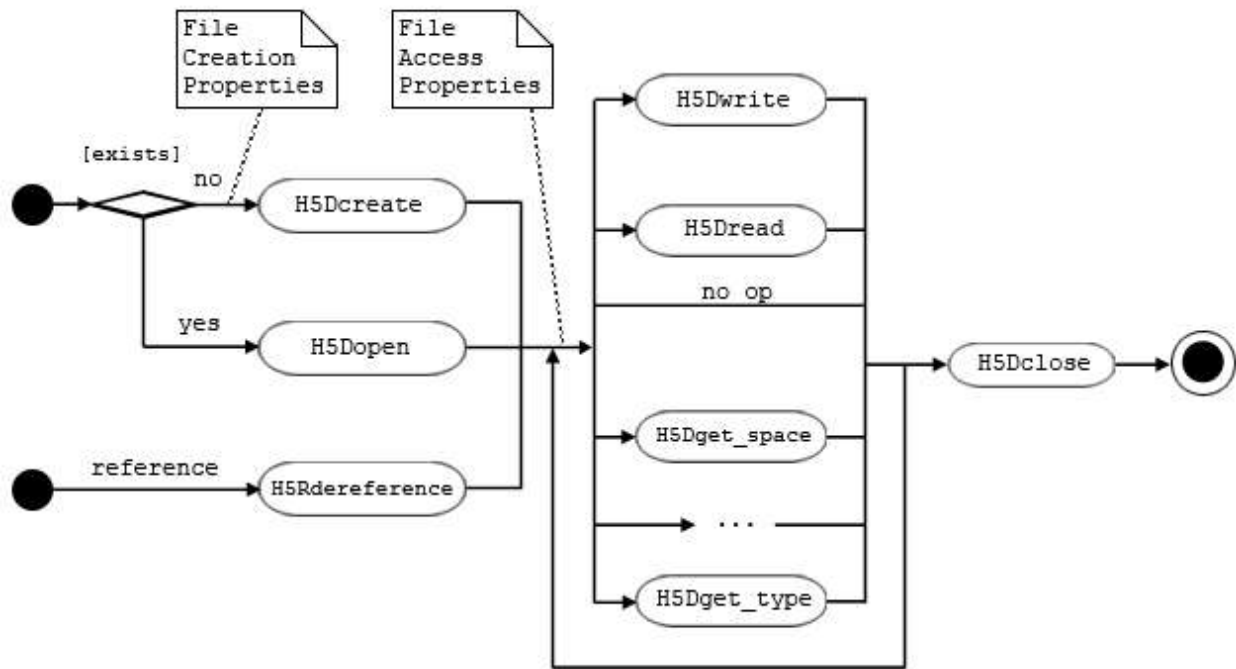 File
Creation
Properties
File
Access
Properties
H5Dwrite
[exists]
no
H5Dcreate
H5Dread
no op
yes
H5Dopen
H5Dclose
H5Dget_space
reference
H5Rdereference
...
H5Dget_type